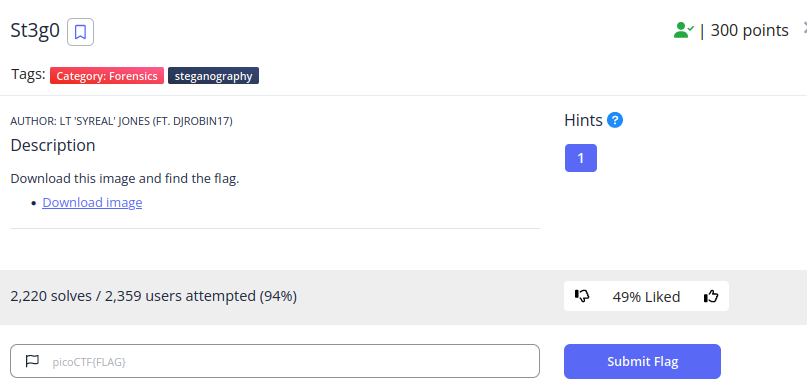 St3g0
| 300 points
Tags: Category: Forensics steganography
AUTHOR: LT 'SYREAL' JONES (FT. DJROBIN17)
Hints ?
Description
1
Download this image and find the flag.
• Download image
2,220 solves / 2,359 users attempted (94%)
49% Liked
picoCTF{FLAG}
Submit Flag